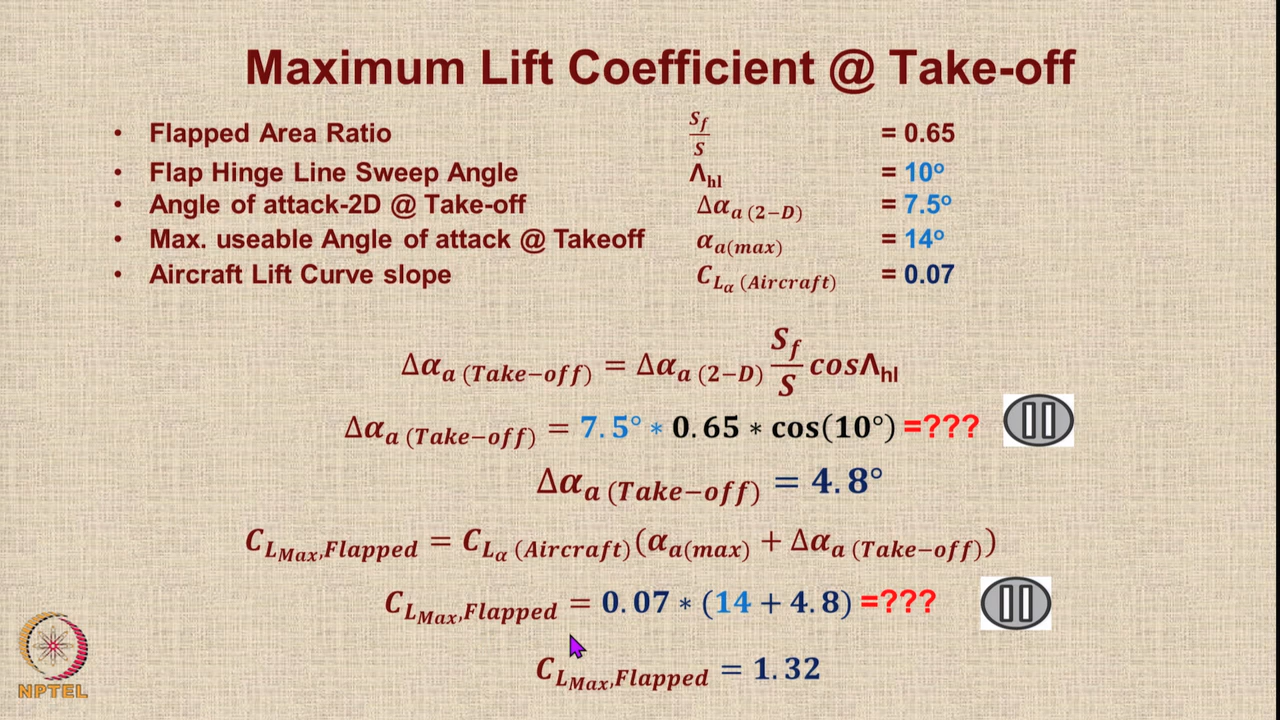 Maximum Lift Coefficient @ Take-off
• Flapped Area Ratio S_f/S = 0.65
• Flap Hinge Line Sweep Angle Λ_hl = 10°
• Angle of attack-2D @ Take-off Δα_a (2−D) = 7.5°
• Max. useable Angle of attack @ Takeoff α_a(max) = 14°
• Aircraft Lift Curve slope C_Lα (Aircraft) = 0.07
Δα_a (Take−off) = Δα_a (2−D) S_f/S cosΛ_hl
Δα_a (Take−off) = 7.5° * 0.65 * cos(10°) =???
Δα_a (Take−off) = 4.8°
C_LMax,Flapped = C_Lα (Aircraft)(α_a(max) + Δα_a (Take−off))
C_LMax,Flapped = 0.07 * (14 + 4.8) =???
C_LMax,Flapped = 1.32
NPTEL